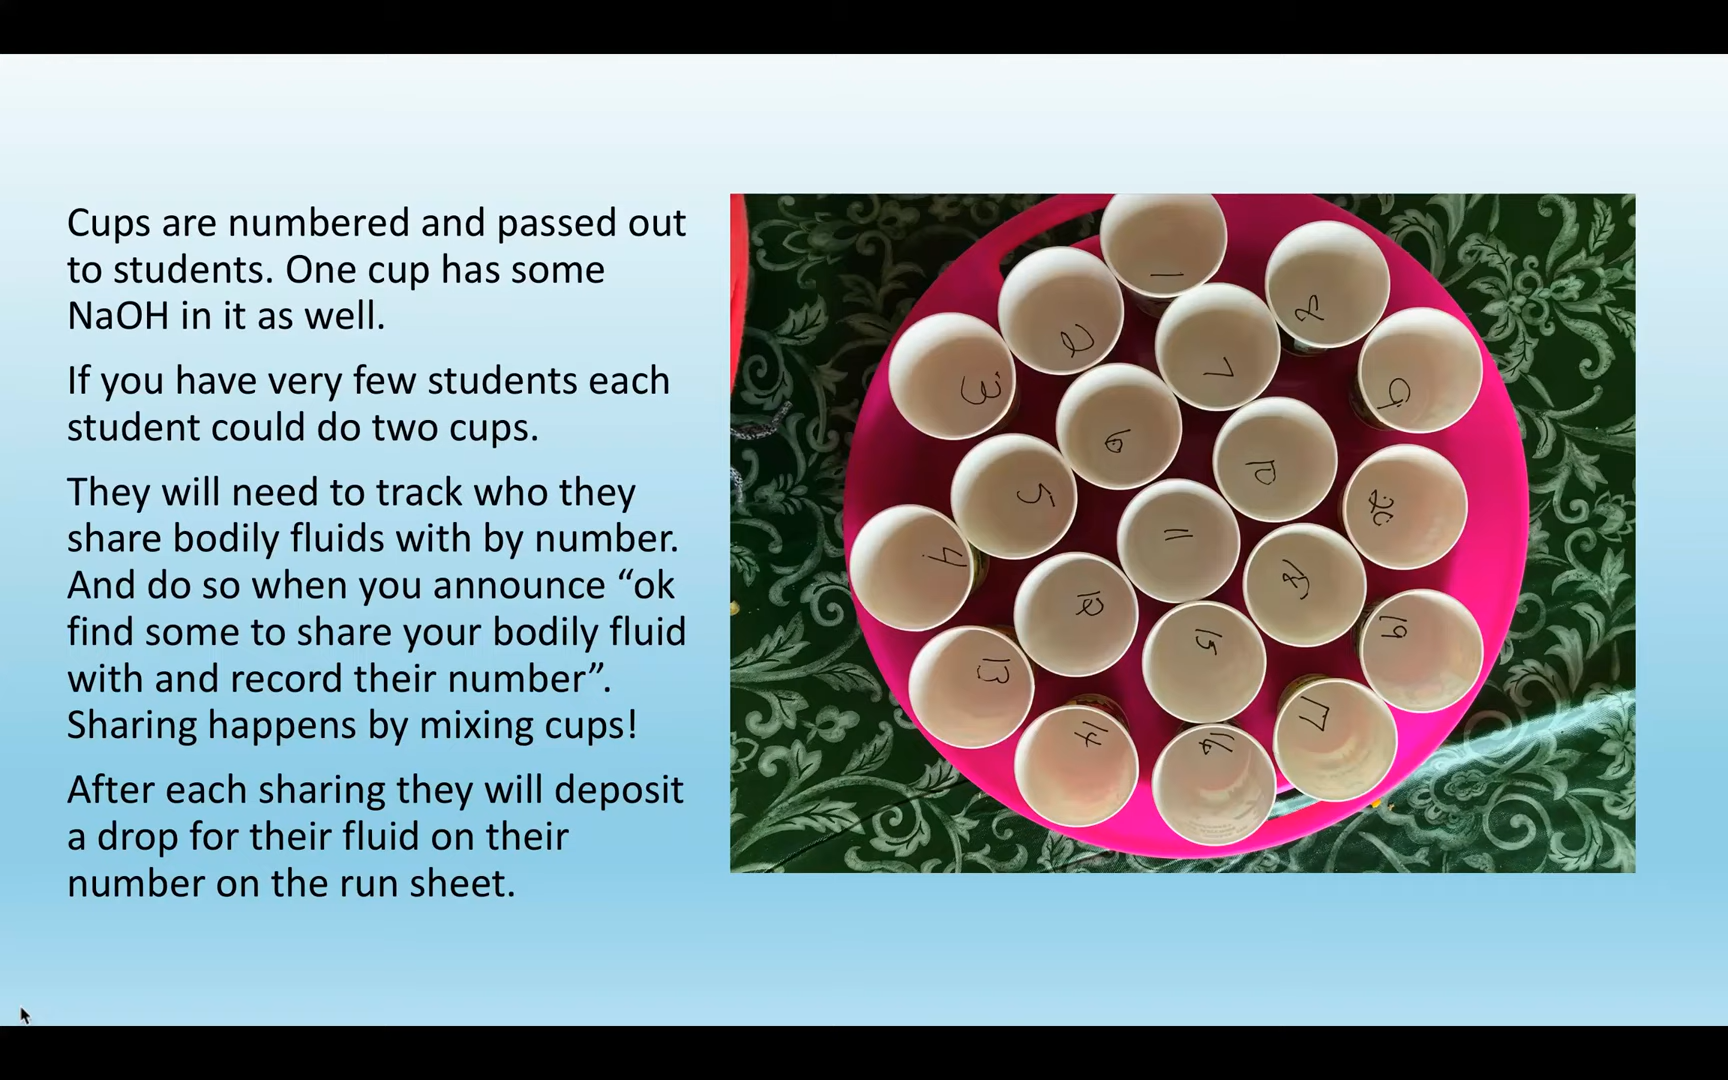 Cups are numbered and passed out
to students. One cup has some
NaOH in it as well.
If you have very few students each
student could do two cups.
They will need to track who they
share bodily fluids with by number.
And do so when you announce “ok
find some to share your bodily fluid
with and record their number”.
Sharing happens by mixing cups!
After each sharing they will deposit
a drop for their fluid on their
number on the run sheet.
1
8
2
7
3
9
6
10
5
20
11
4
18
12
15
19
13
17
14
16